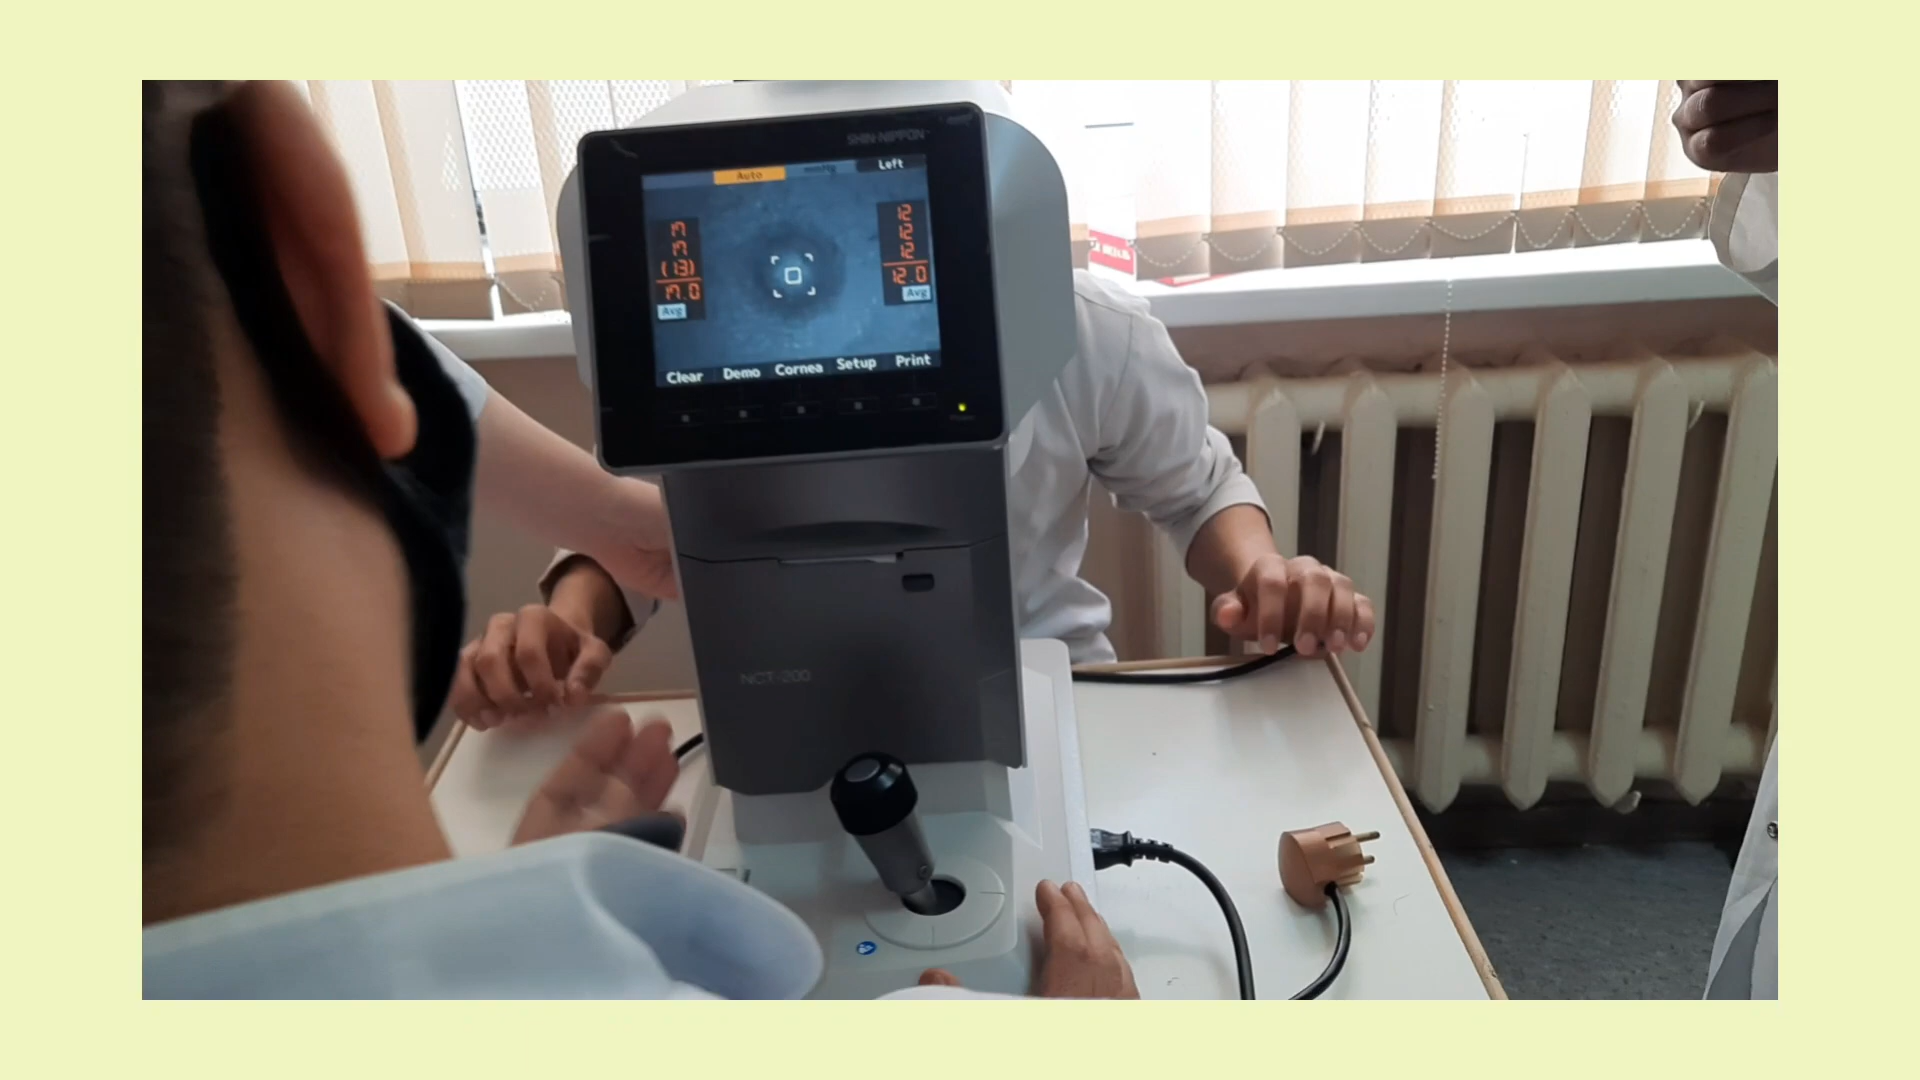 SHIN-NIPPON
Auto mmHg Left
17
17
(13)
17.0
Avg
12
12
12
12.0
Avg
Clear Demo Cornea Setup Print
NCT-200